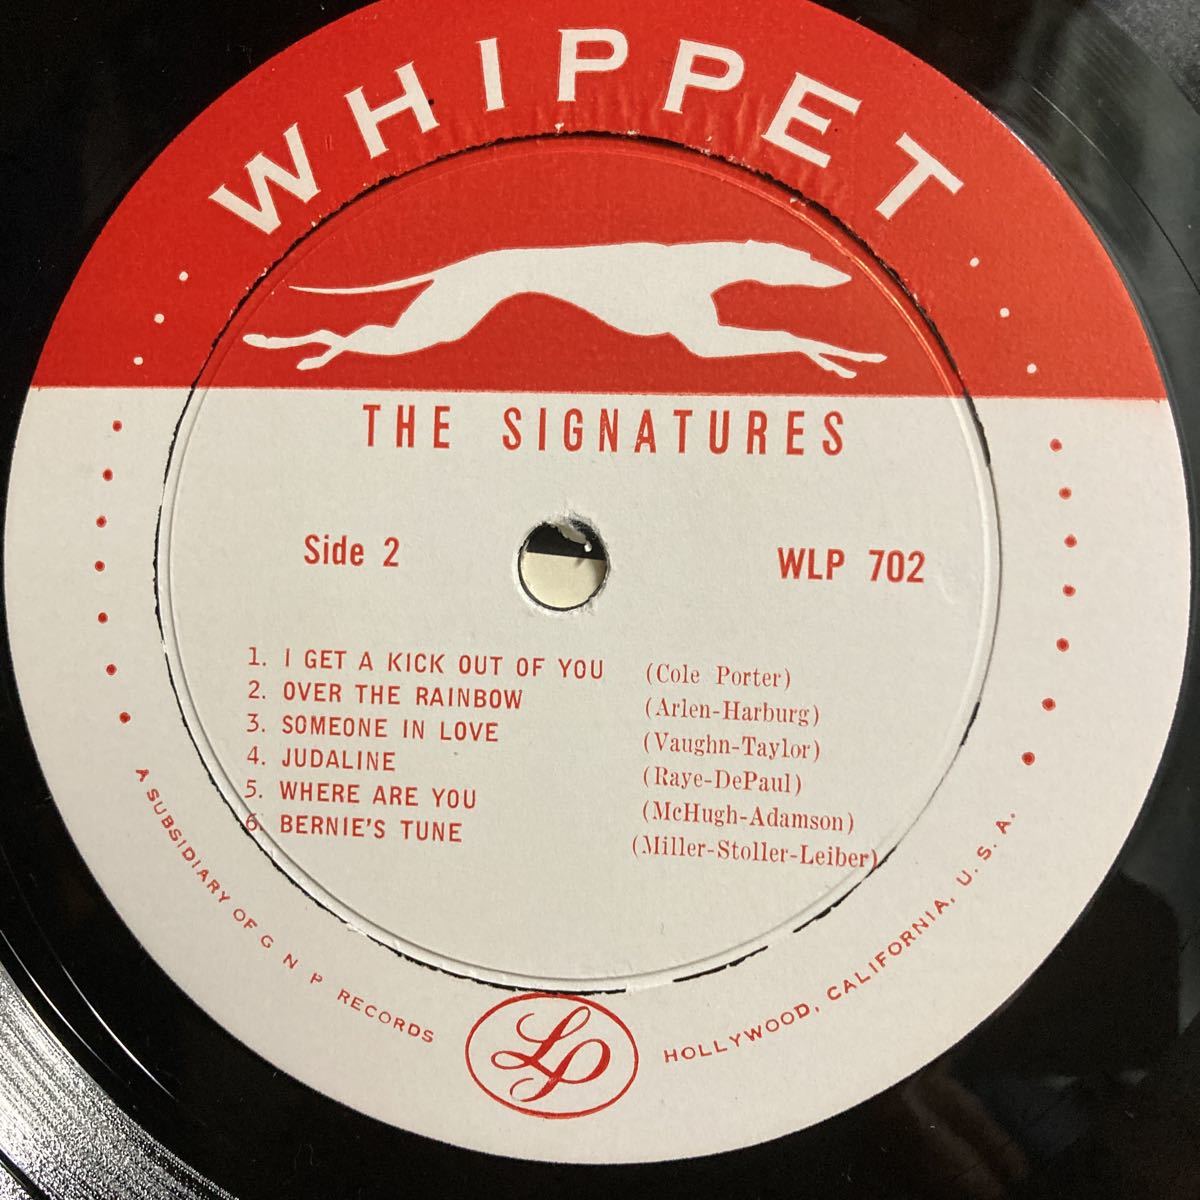 WHIPPET
THE SIGNATURES
Side 2
WLP 702
1. I GET A KICK OUT OF YOU (Cole Porter)
2. OVER THE RAINBOW (Arlen-Harburg)
3. SOMEONE IN LOVE (Vaughn-Taylor)
4. JUDALINE (Raye-DePaul)
5. WHERE ARE YOU (McHugh-Adamson)
6. BERNIE'S TUNE (Miller-Stoller-Leiber)
A SUBSIDIARY OF G N P RECORDS
LP
HOLLYWOOD, CALIFORNIA, U. S. A.